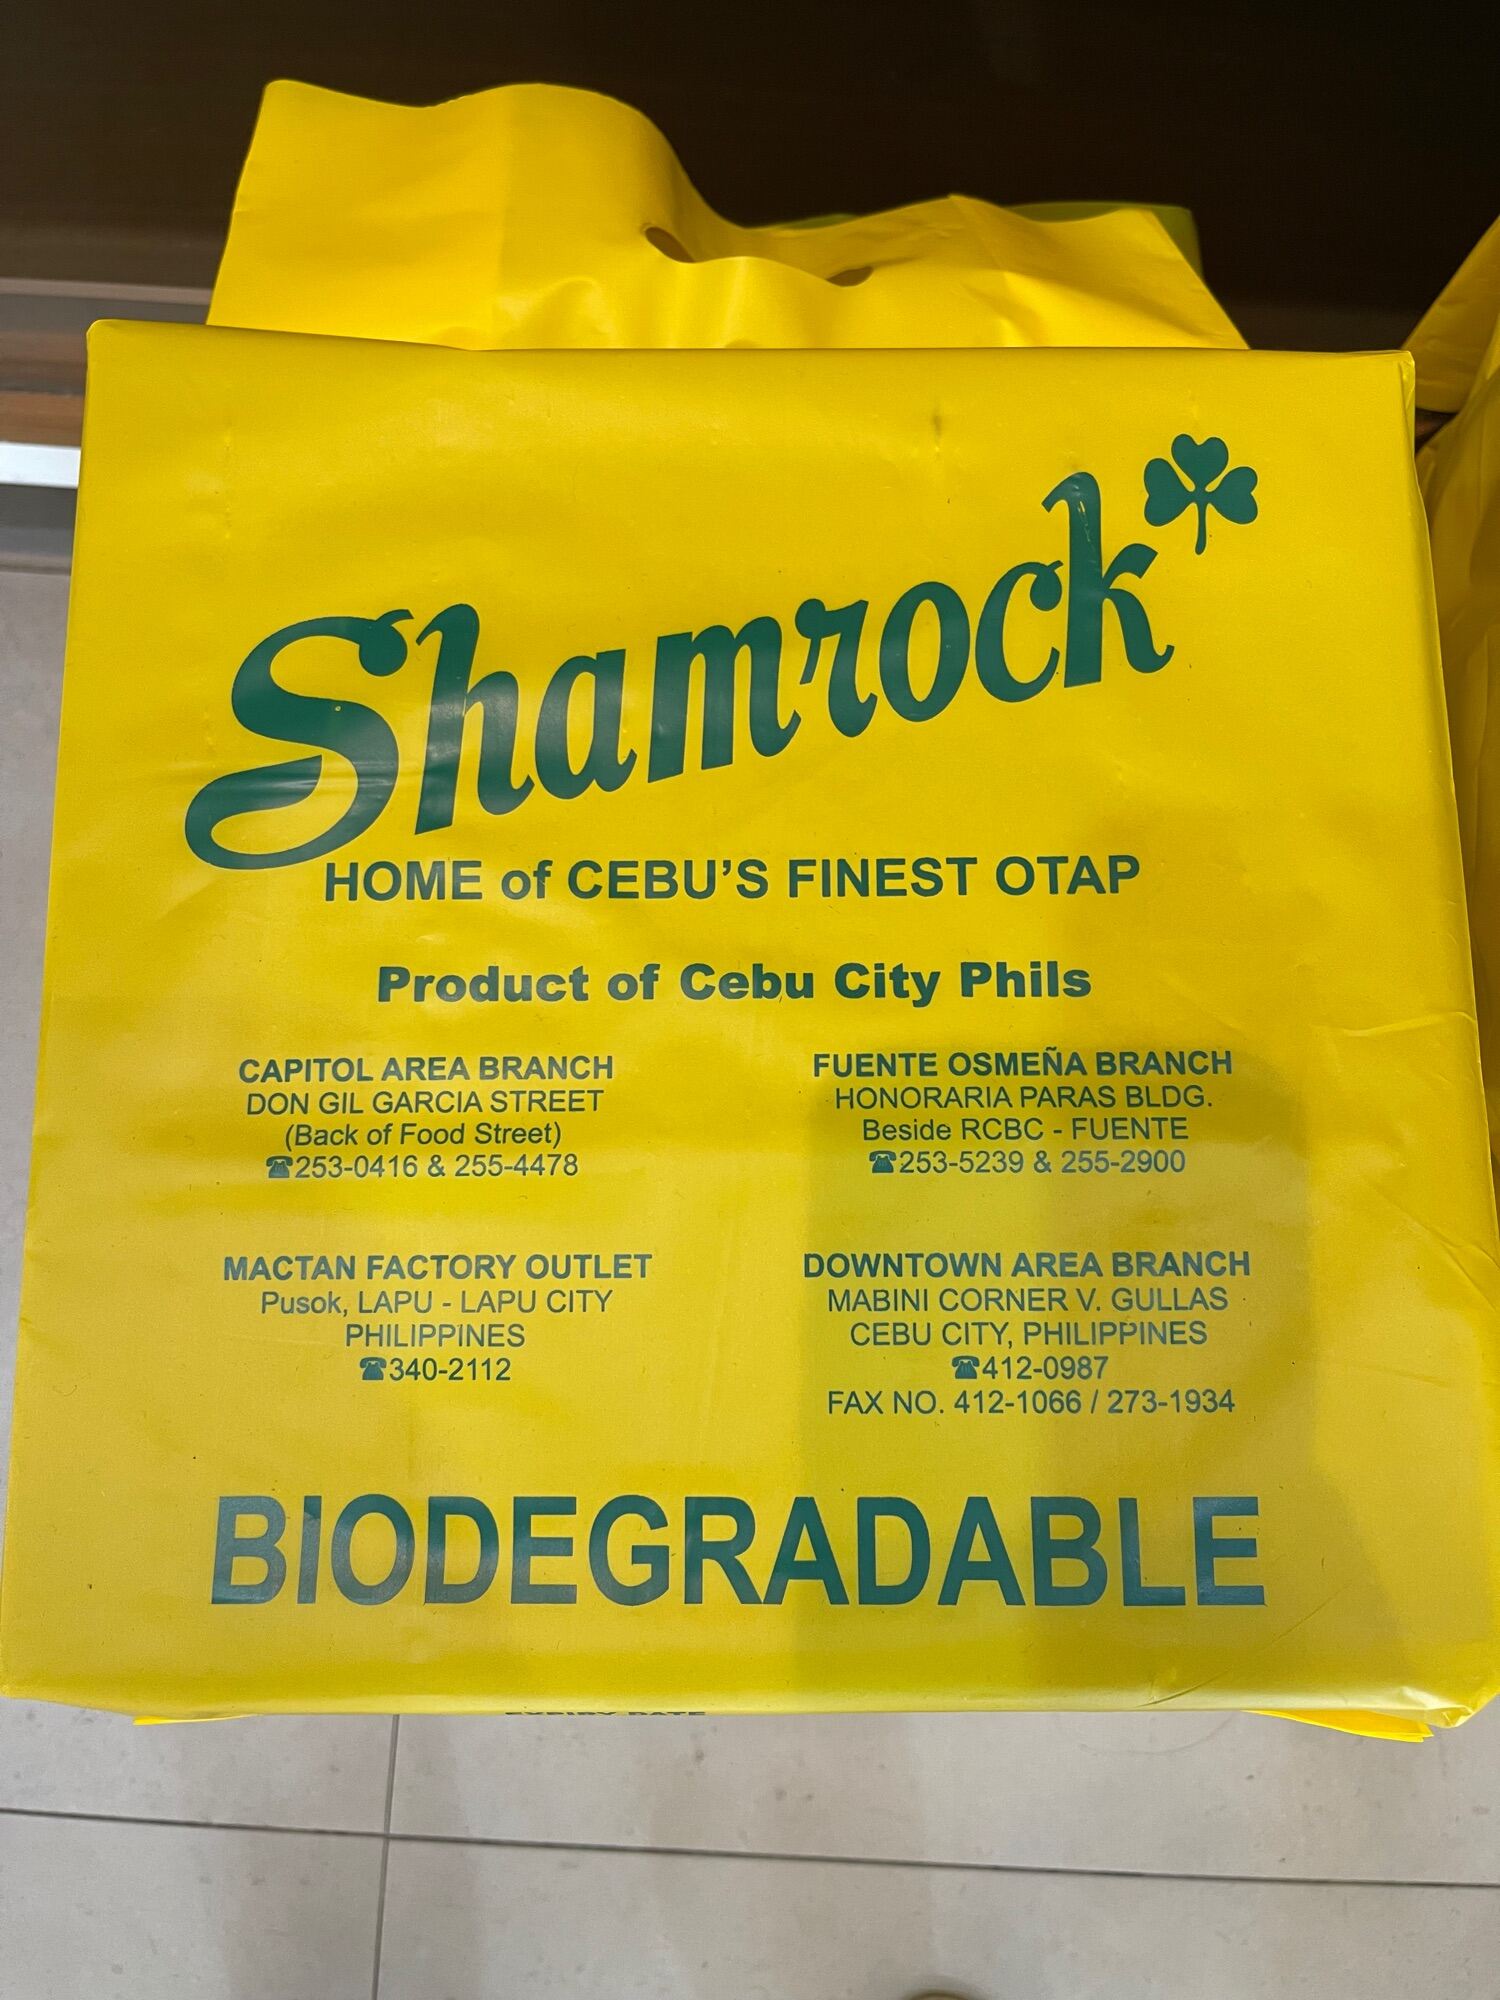 Shamrock
HOME of CEBU'S FINEST OTAP
Product of Cebu City Phils
CAPITOL AREA BRANCH
DON GIL GARCIA STREET
(Back of Food Street)
☎253-0416 & 255-4478
FUENTE OSMEÑA BRANCH
HONORARIA PARAS BLDG.
Beside RCBC - FUENTE
☎253-5239 & 255-2900
MACTAN FACTORY OUTLET
Pusok, LAPU - LAPU CITY
PHILIPPINES
☎340-2112
DOWNTOWN AREA BRANCH
MABINI CORNER V. GULLAS
CEBU CITY, PHILIPPINES
☎412-0987
FAX NO. 412-1066 / 273-1934
BIODEGRADABLE
EXPIRY DATE